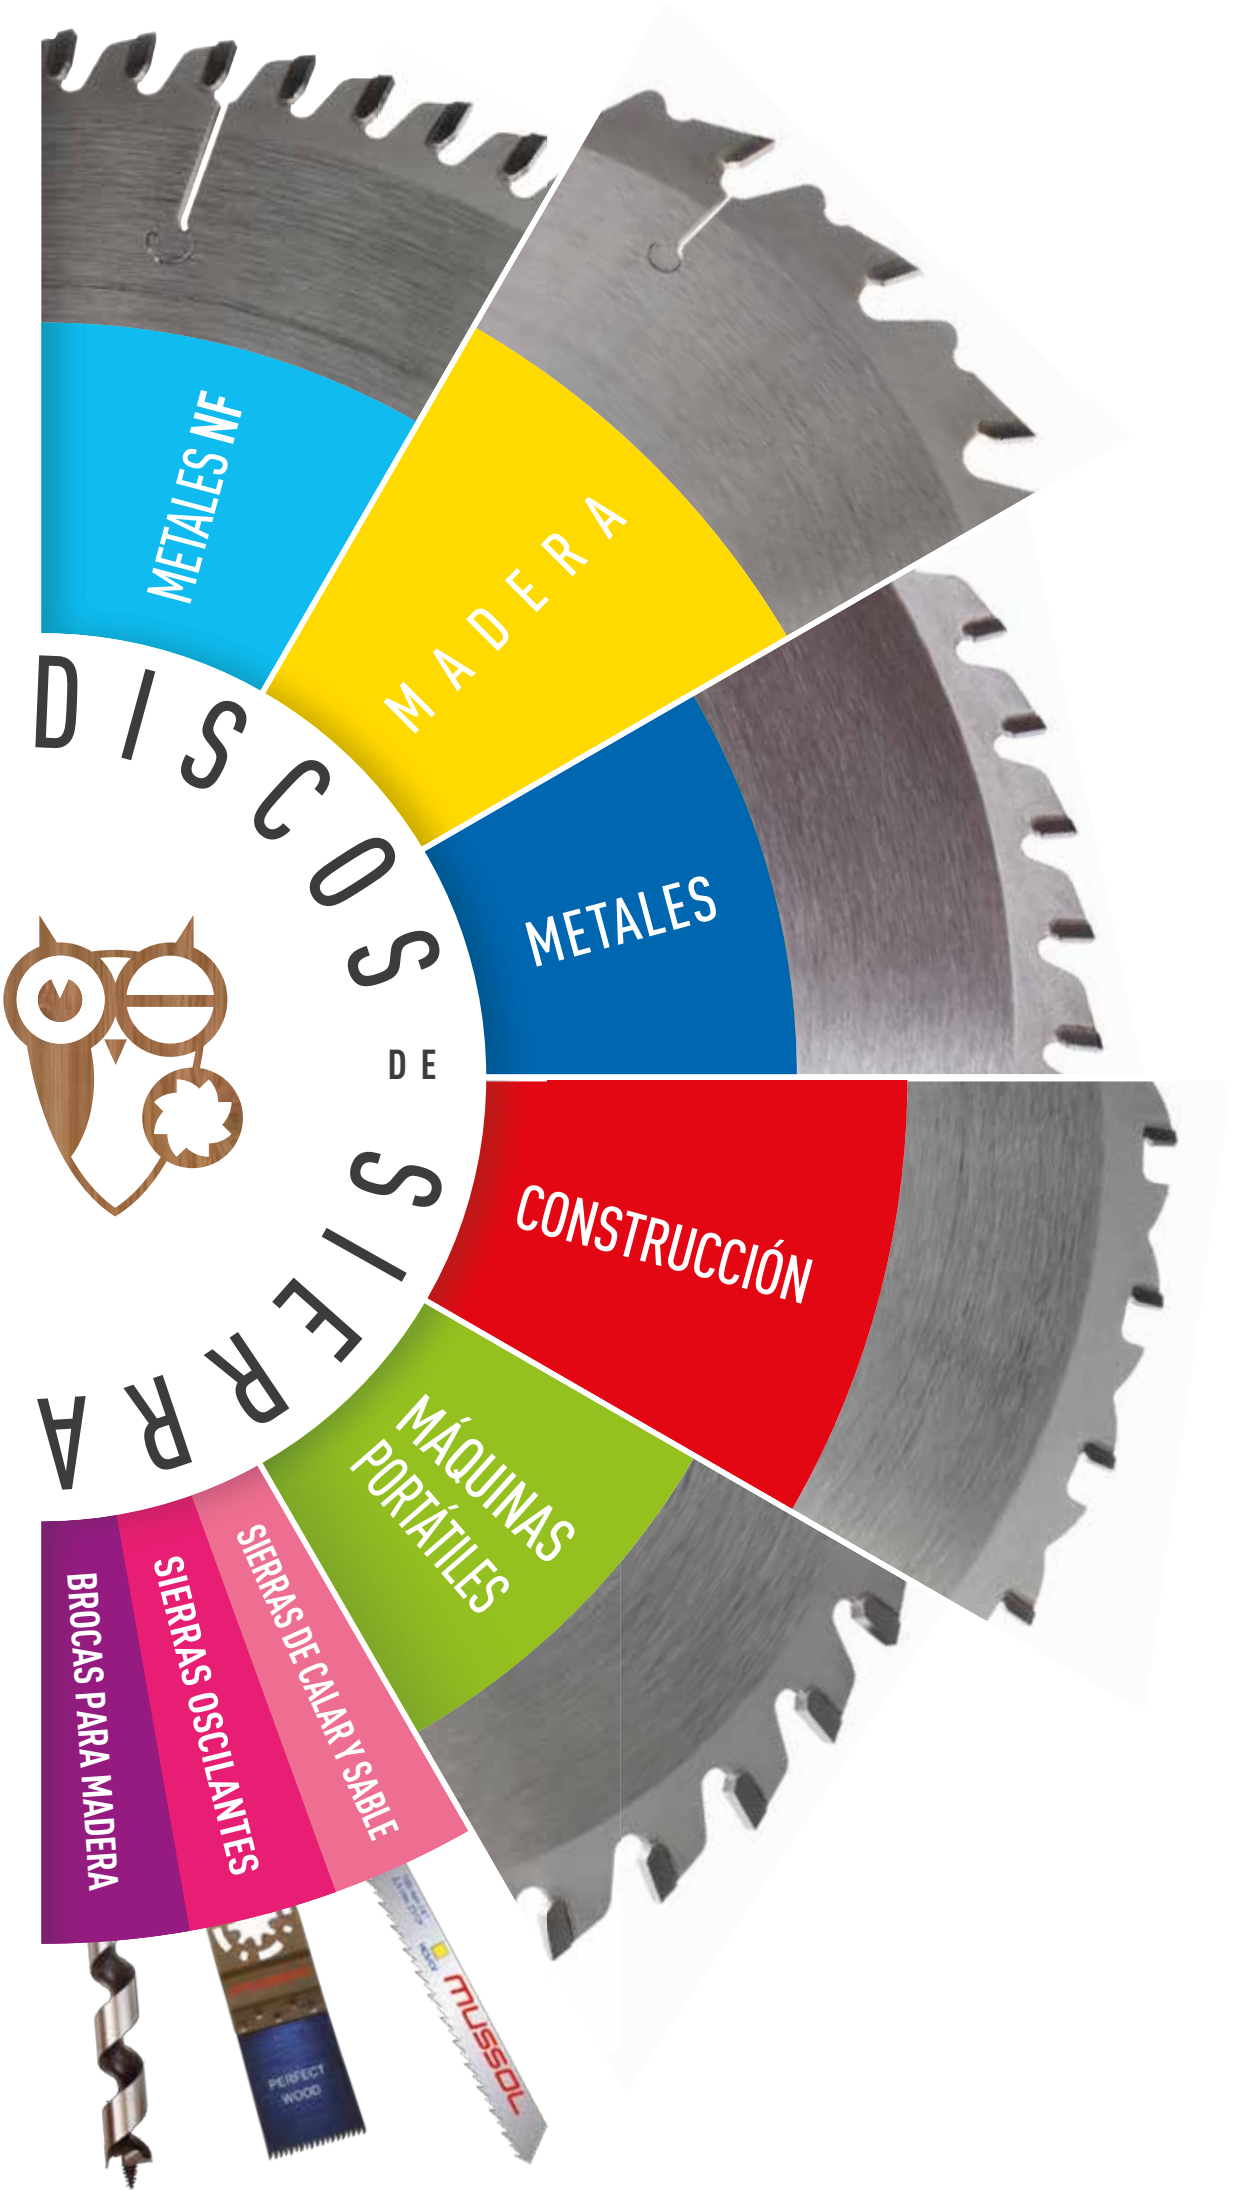 METALES NF
MADERA
METALES
CONSTRUCCIÓN
MÁQUINAS
PORTÁTILES
SIERRAS DE CALAR Y SABLE
SIERRAS OSCILANTES
BROCAS PARA MADERA
DISCOS
DE
SIERRA
PERFECT
WOOD
MUSSOL